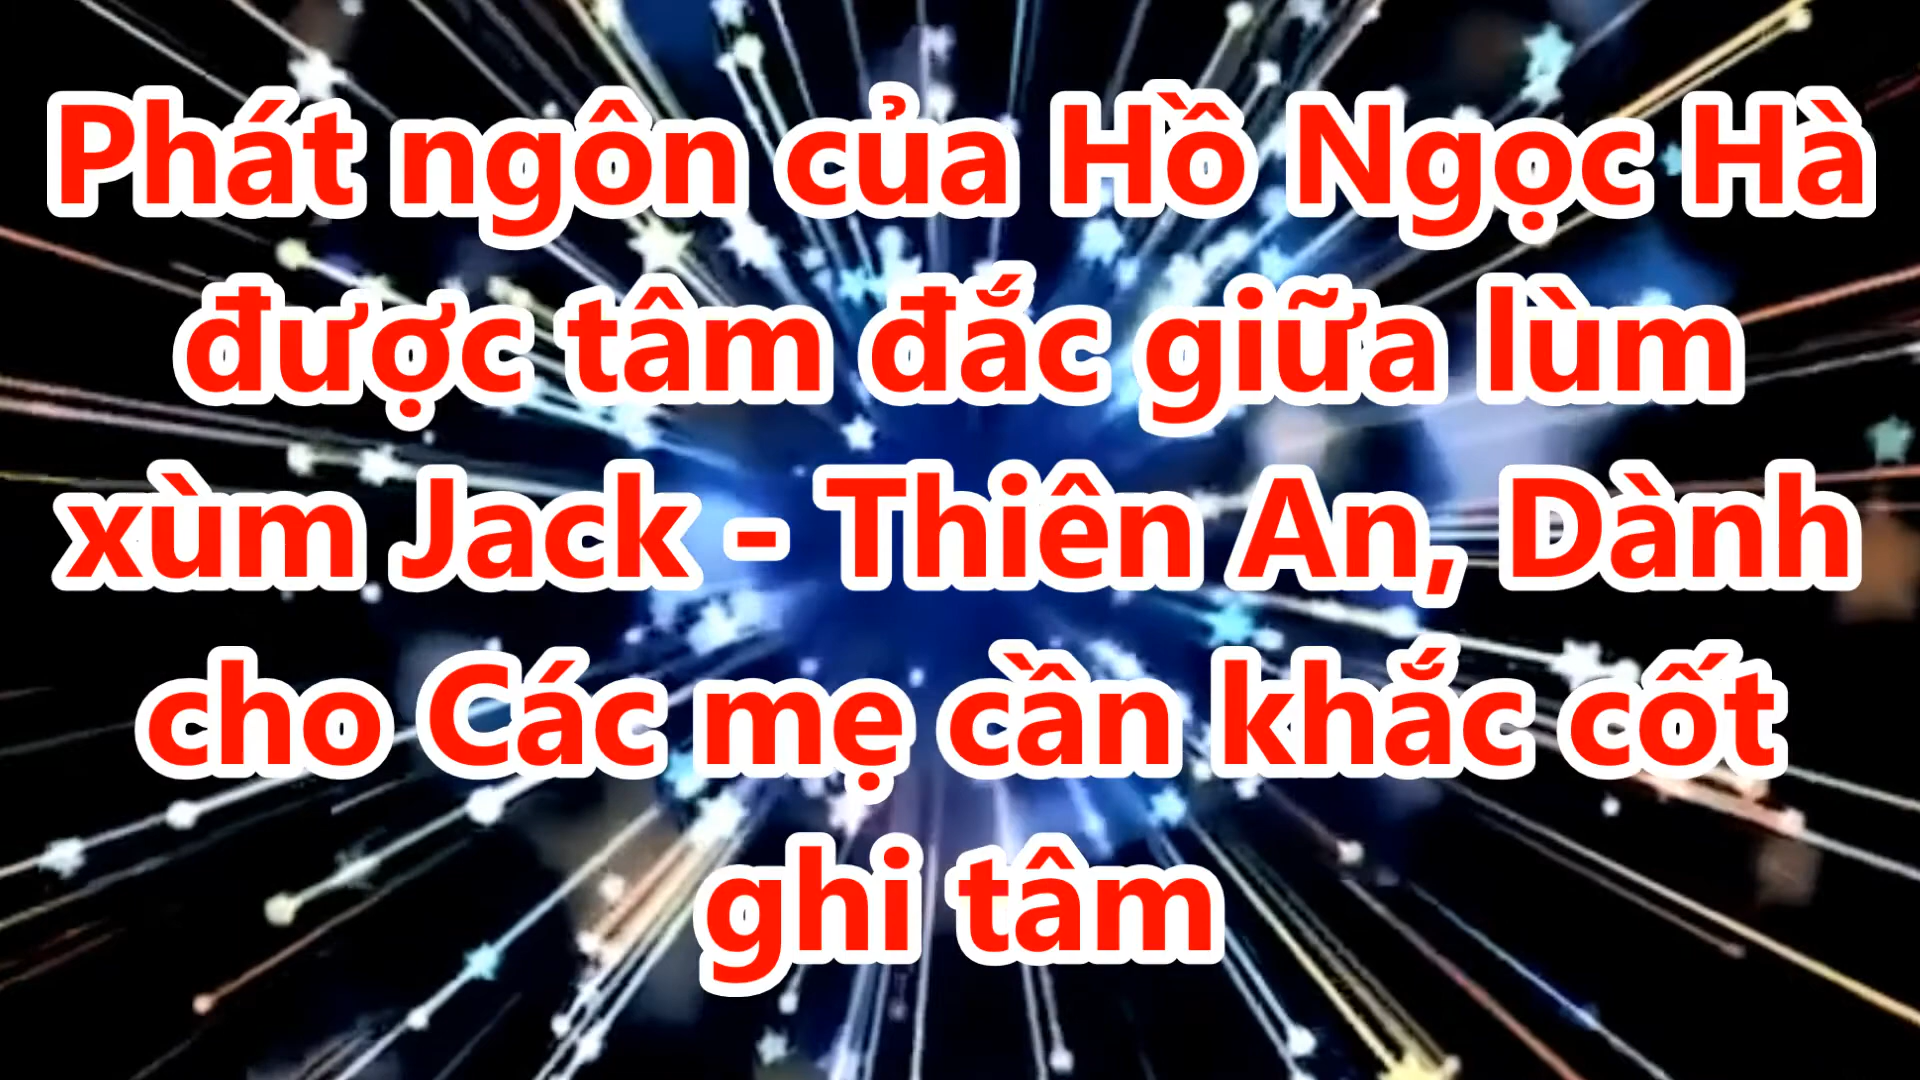 Phát ngôn của Hồ Ngọc Hà
được tâm đắc giữa lùm
xùm Jack - Thiên An, Dành
cho Các mẹ cần khắc cốt
ghi tâm